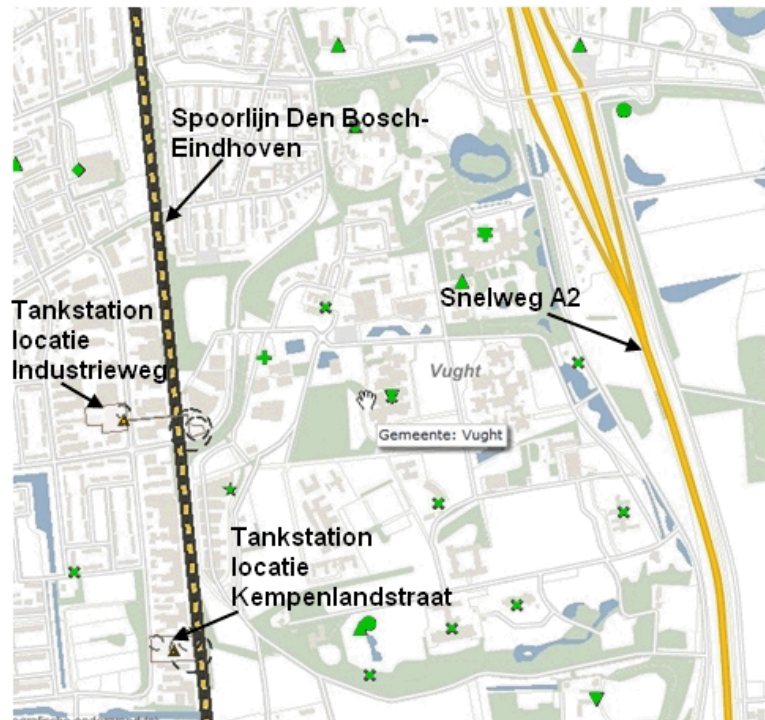 Spoorlijn Den Bosch-
Eindhoven
Tankstation
locatie
Industrieweg
Snelweg A2
Vught
Gemeente: Vught
Tankstation
locatie
Kempenlandstraat